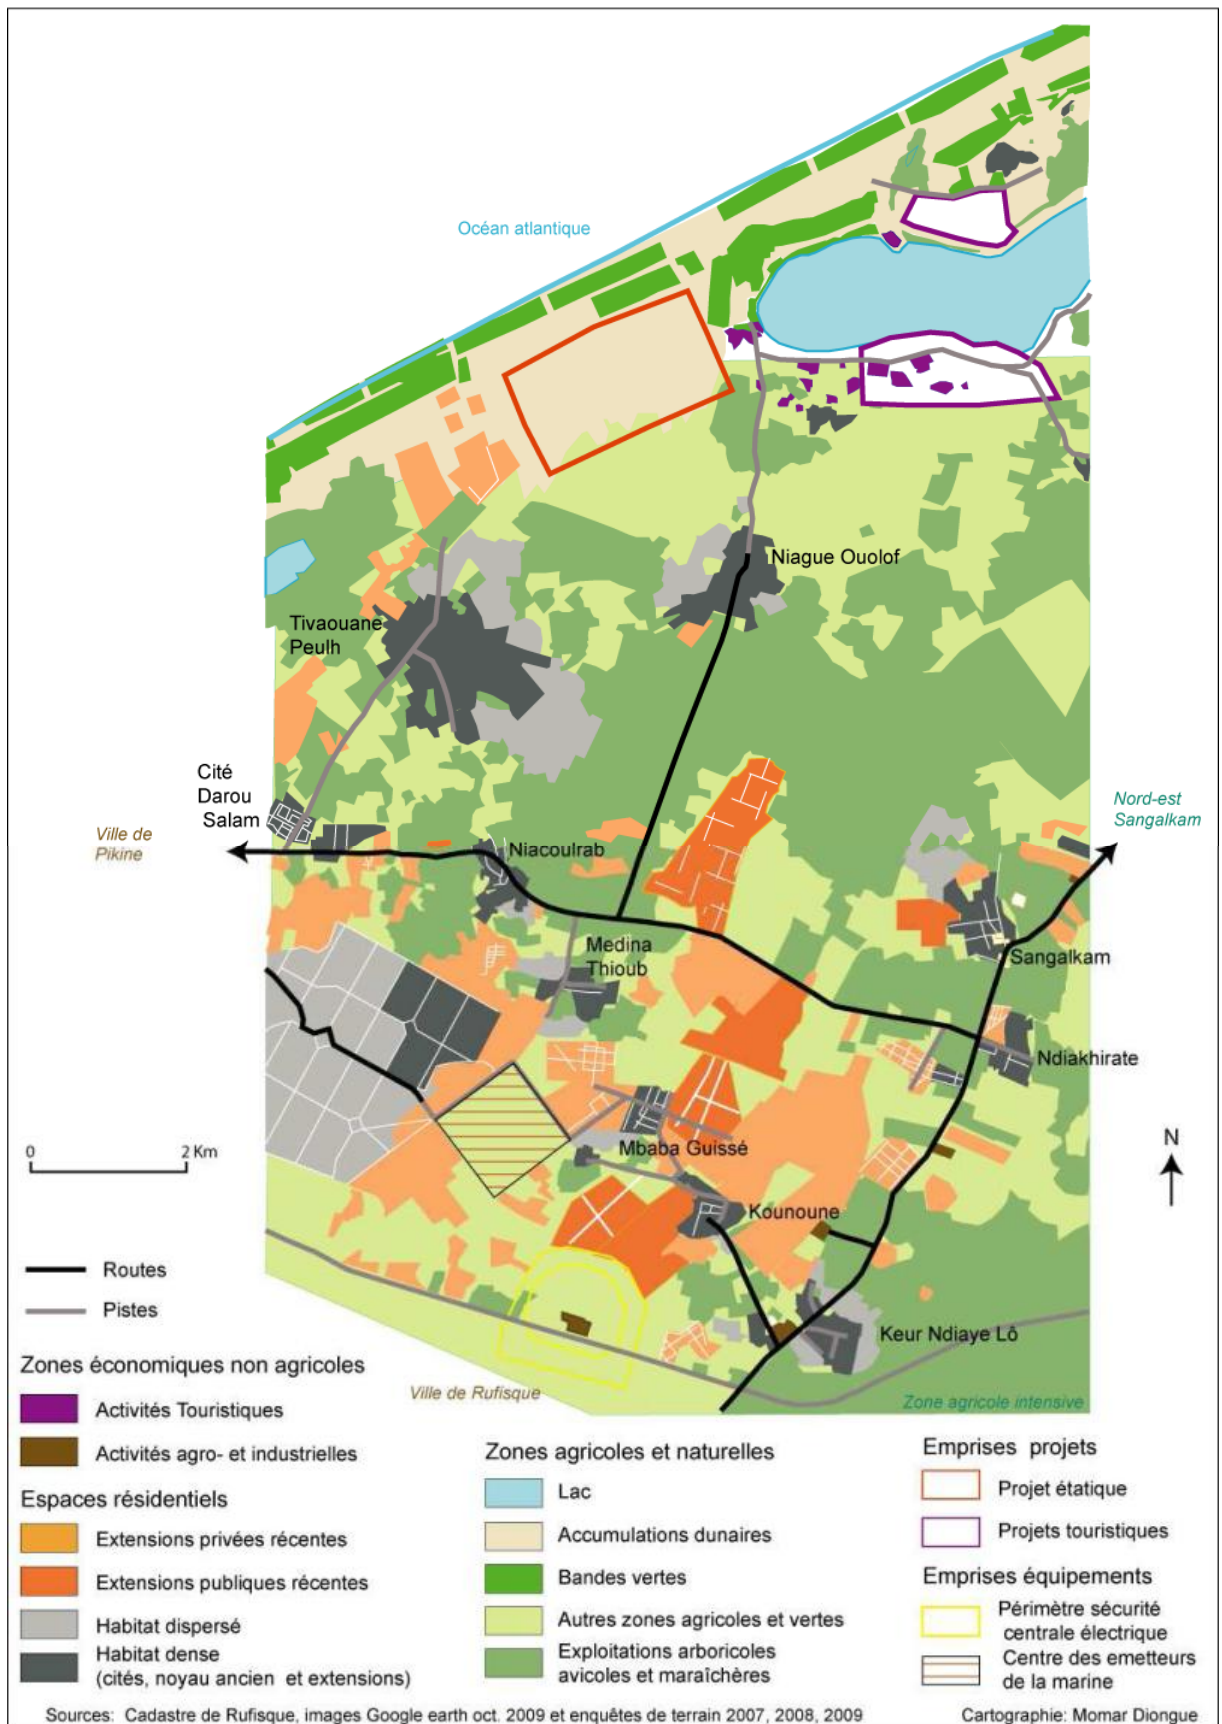 Océan atlantique
Niague Ouolof
Tivaouane
Peulh
Cité
Darou
Salam
Ville de
Pikine
Niacoulrab
Nord-est
Sangalkam
Medina
Thioub
Sangalkam
Ndiakhirate
Mbaba Guissé
Kounoune
Keur Ndiaye Lô
Ville de Rufisque
Zone agricole intensive
N
0 2 Km
Routes
Pistes
Zones économiques non agricoles
Activités Touristiques
Activités agro- et industrielles
Espaces résidentiels
Extensions privées récentes
Extensions publiques récentes
Habitat dispersé
Habitat dense
(cités, noyau ancien et extensions)
Zones agricoles et naturelles
Lac
Accumulations dunaires
Bandes vertes
Autres zones agricoles et vertes
Exploitations arboricoles
avicoles et maraîchères
Emprises projets
Projet étatique
Projets touristiques
Emprises équipements
Périmètre sécurité
centrale électrique
Centre des emetteurs
de la marine
Sources: Cadastre de Rufisque, images Google earth oct. 2009 et enquêtes de terrain 2007, 2008, 2009
Cartographie: Momar Diongue